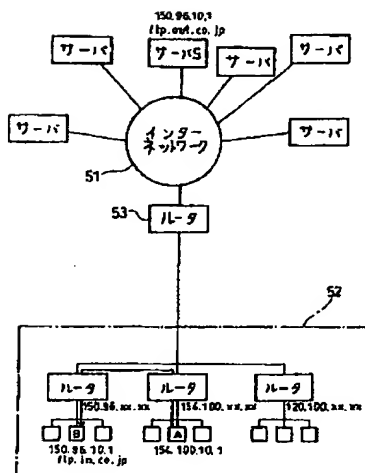 150.96.10.1
ftp.out.co.jp
サーバ
サーバS
サーバ
サーバ
サーバ
サーバ
インター
ネットワーク
51
53
ルータ
52
ルータ
ルータ
ルータ
150.96.xx.xx
154.100.xx.xx
120.100.xx.xx
B
A
150.96.10.1
ftp.in.co.jp
154.100.10.1